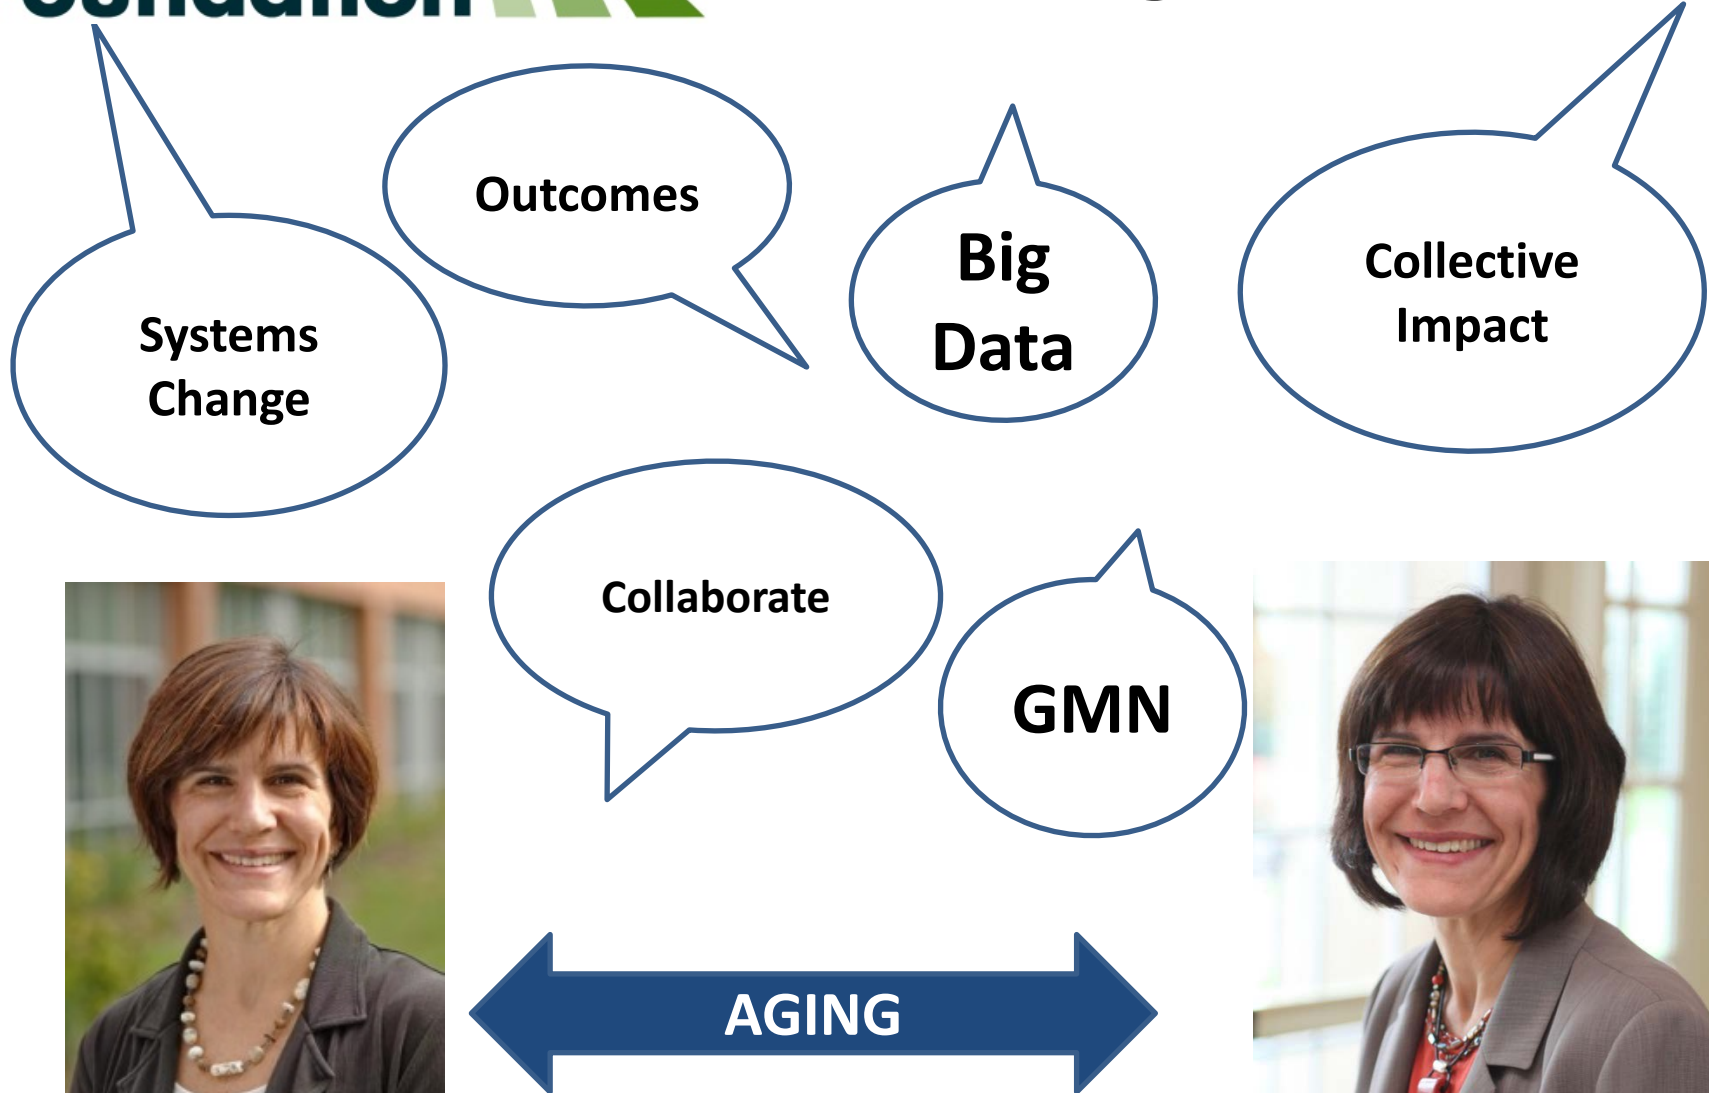 Outcomes
Big
Data
Collective
Impact
Systems
Change
Collaborate
GMN
AGING